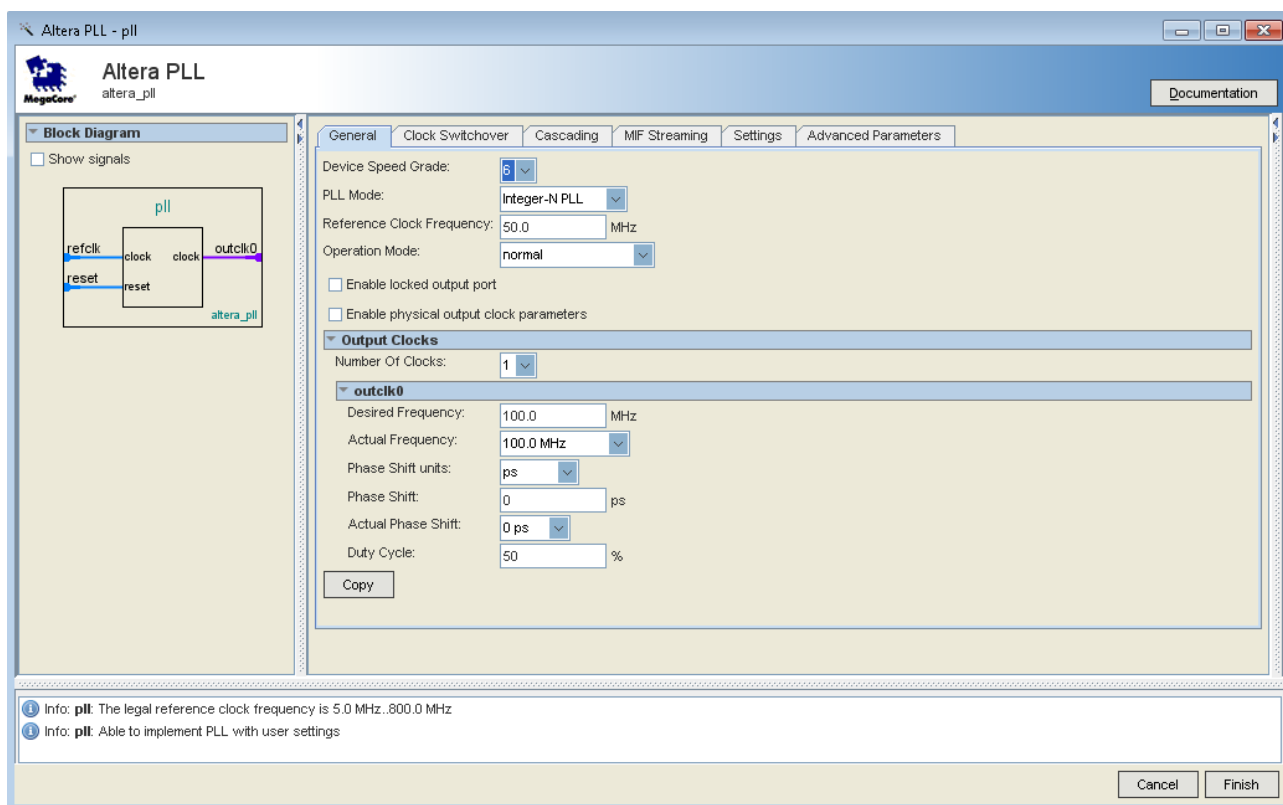 Altera PLL - pll
MegaCore®
Altera PLL
altera_pll
Documentation
Block Diagram
Show signals
pll
refclk
clock
clock
outclk0
reset
reset
altera_pll
General
Clock Switchover
Cascading
MIF Streaming
Settings
Advanced Parameters
Device Speed Grade: 6
PLL Mode: Integer-N PLL
Reference Clock Frequency: 50.0 MHz
Operation Mode: normal
Enable locked output port
Enable physical output clock parameters
Output Clocks
Number Of Clocks: 1
outclk0
Desired Frequency: 100.0 MHz
Actual Frequency: 100.0 MHz
Phase Shift units: ps
Phase Shift: 0 ps
Actual Phase Shift: 0 ps
Duty Cycle: 50 %
Copy
Info: pll: The legal reference clock frequency is 5.0 MHz..800.0 MHz
Info: pll: Able to implement PLL with user settings
Cancel
Finish